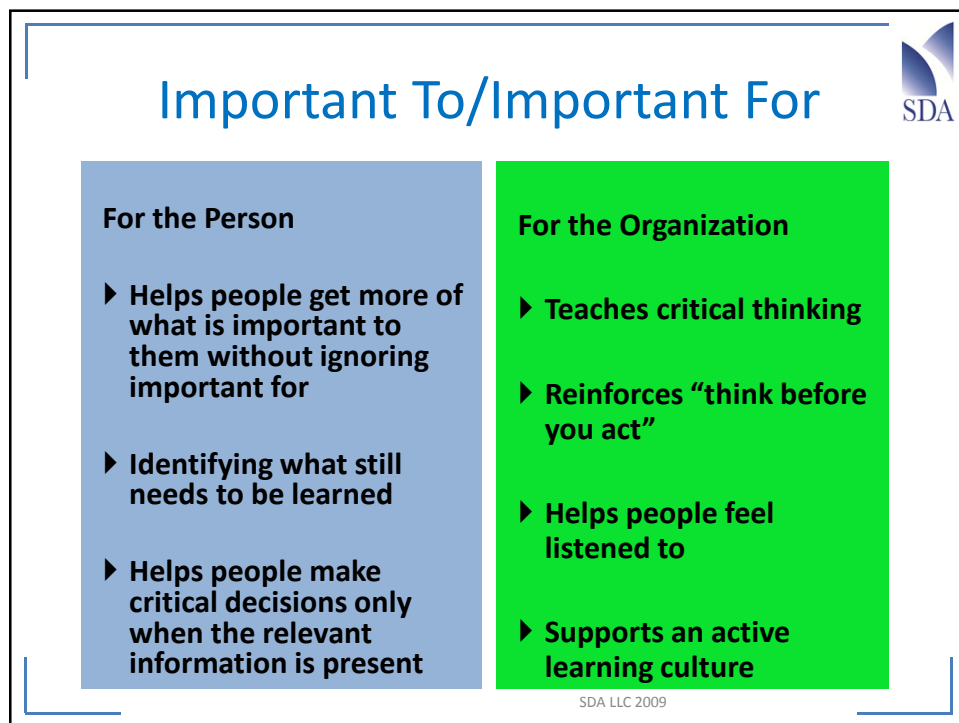 Important To/Important For
SDA
For the Person
Helps people get more of
what is important to
them without ignoring
important for
Identifying what still
needs to be learned
Helps people make
critical decisions only
when the relevant
information is present
For the Organization
Teaches critical thinking
Reinforces “think before
you act”
Helps people feel
listened to
Supports an active
learning culture
SDA LLC 2009